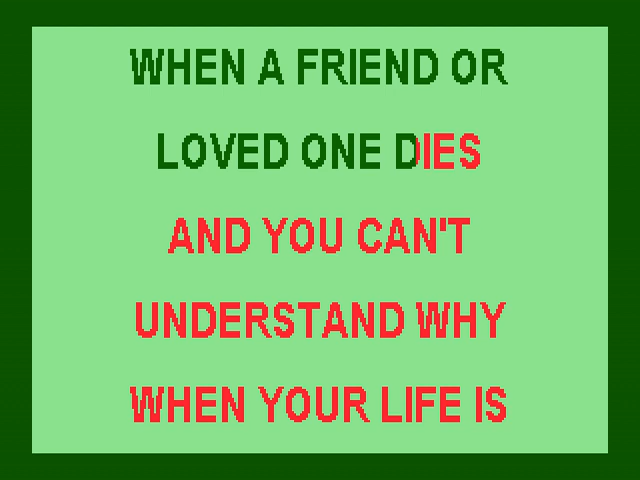 WHEN A FRIEND OR
LOVED ONE DIES
AND YOU CAN'T
UNDERSTAND WHY
WHEN YOUR LIFE IS